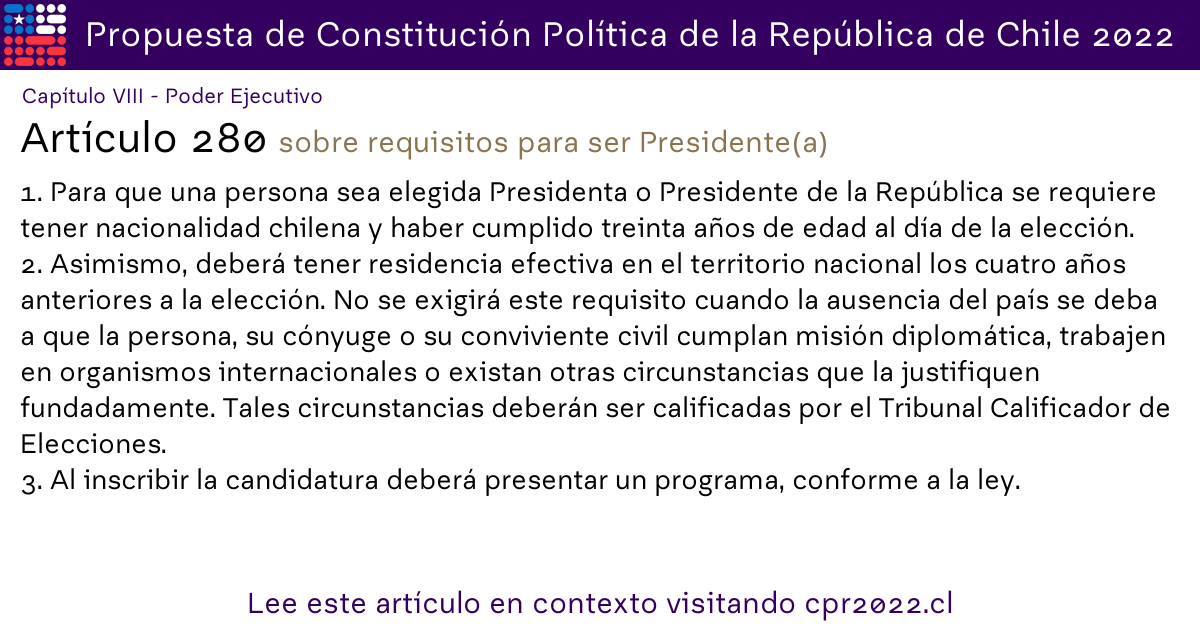 Propuesta de Constitución Política de la República de Chile 2022
Capítulo VIII - Poder Ejecutivo
Artículo 280 sobre requisitos para ser Presidente(a)
1. Para que una persona sea elegida Presidenta o Presidente de la República se requiere
tener nacionalidad chilena y haber cumplido treinta años de edad al día de la elección.
2. Asimismo, deberá tener residencia efectiva en el territorio nacional los cuatro años
anteriores a la elección. No se exigirá este requisito cuando la ausencia del país se deba
a que la persona, su cónyuge o su conviviente civil cumplan misión diplomática, trabajen
en organismos internacionales o existan otras circunstancias que la justifiquen
fundadamente. Tales circunstancias deberán ser calificadas por el Tribunal Calificador de
Elecciones.
3. Al inscribir la candidatura deberá presentar un programa, conforme a la ley.
Lee este artículo en contexto visitando cpr2022.cl